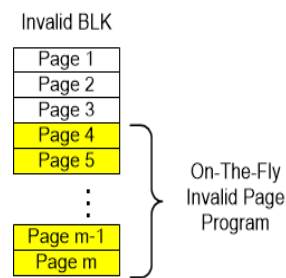 Invalid BLK
Page 1
Page 2
Page 3
Page 4
Page 5
On-The-Fly
Invalid Page
Program
Page m-1
Page m